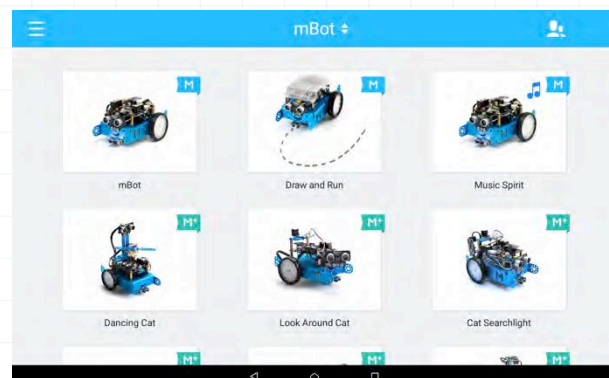 mBot
M
M
M
mBot
Draw and Run
Music Spirit
M+
M+
M+
Dancing Cat
Look Around Cat
Cat Searchlight
M+
M+
M+